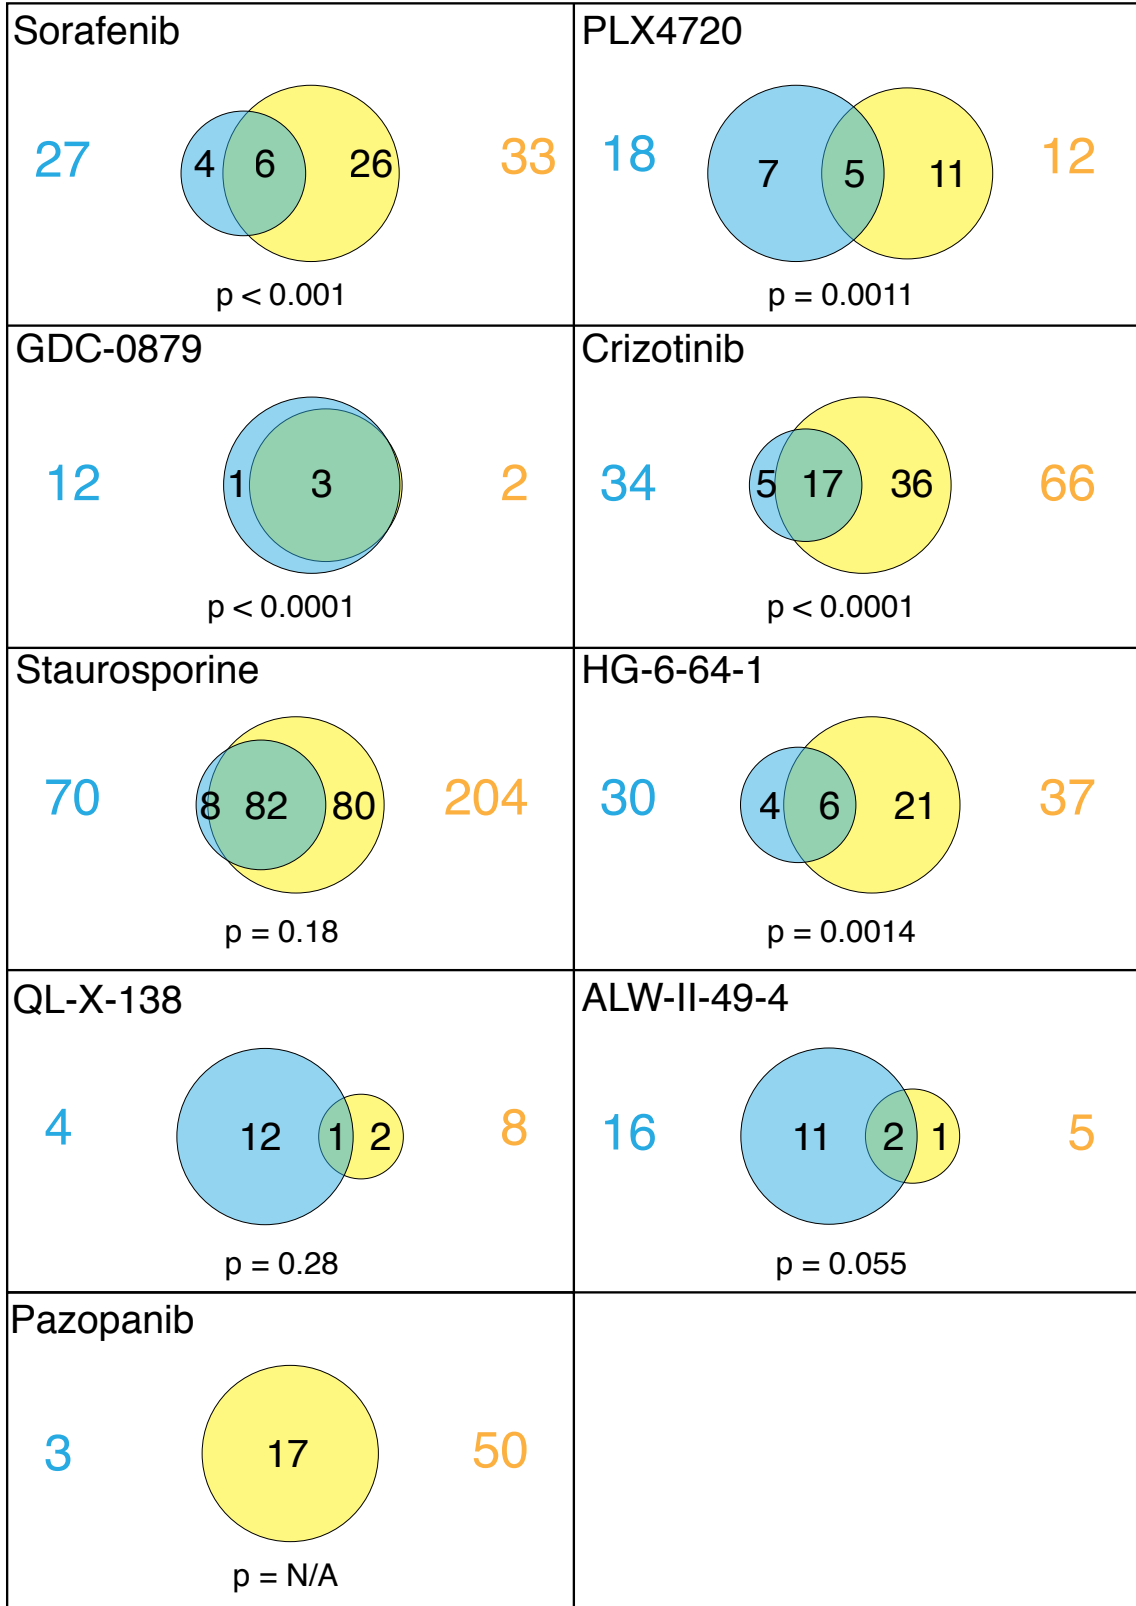 Sorafenib
27 4 6 26 33
p < 0.001
PLX4720
18 7 5 11 12
p = 0.0011
GDC-0879
12 1 3 2
p < 0.0001
Crizotinib
34 5 17 36 66
p < 0.0001
Staurosporine
70 8 82 80 204
p = 0.18
HG-6-64-1
30 4 6 21 37
p = 0.0014
QL-X-138
4 12 1 2 8
p = 0.28
ALW-II-49-4
16 11 2 1 5
p = 0.055
Pazopanib
3 17 50
p = N/A